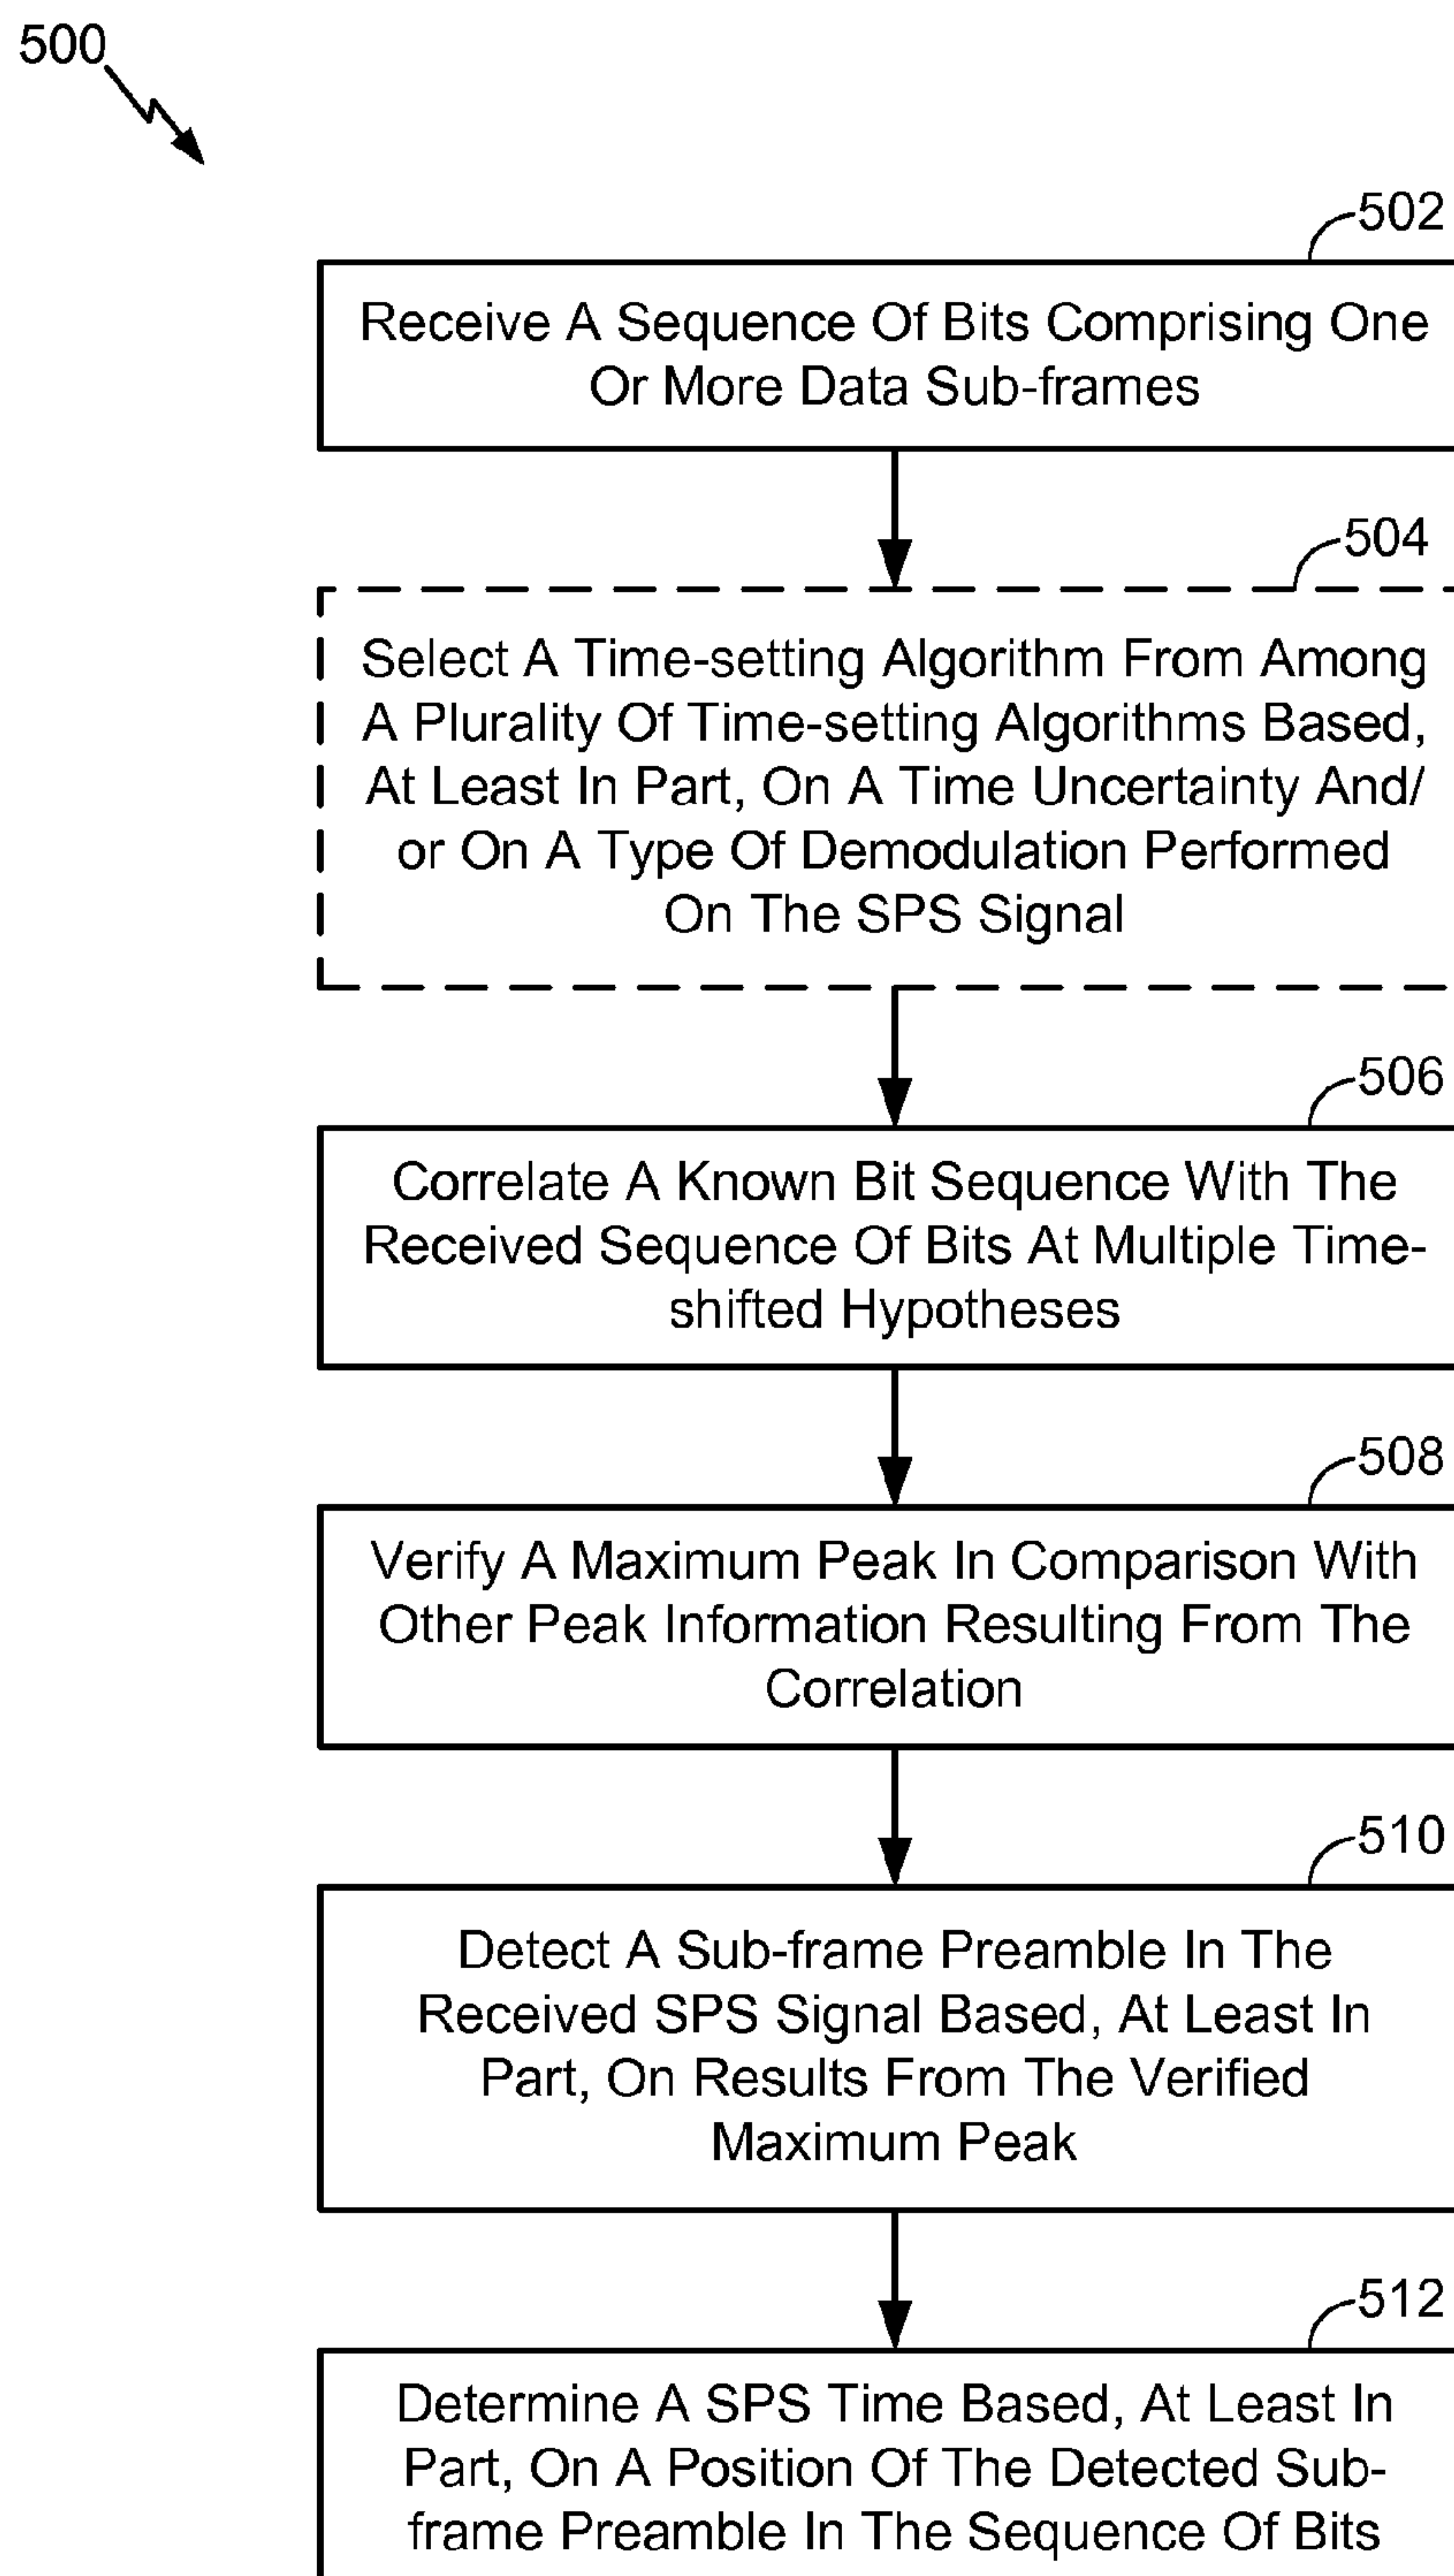 500
502
Receive A Sequence Of Bits Comprising One
Or More Data Sub-frames
504
Select A Time-setting Algorithm From Among
A Plurality Of Time-setting Algorithms Based,
At Least In Part, On A Time Uncertainty And/
or On A Type Of Demodulation Performed
On The SPS Signal
506
Correlate A Known Bit Sequence With The
Received Sequence Of Bits At Multiple Time-
shifted Hypotheses
508
Verify A Maximum Peak In Comparison With
Other Peak Information Resulting From The
Correlation
510
Detect A Sub-frame Preamble In The
Received SPS Signal Based, At Least In
Part, On Results From The Verified
Maximum Peak
512
Determine A SPS Time Based, At Least In
Part, On A Position Of The Detected Sub-
frame Preamble In The Sequence Of Bits